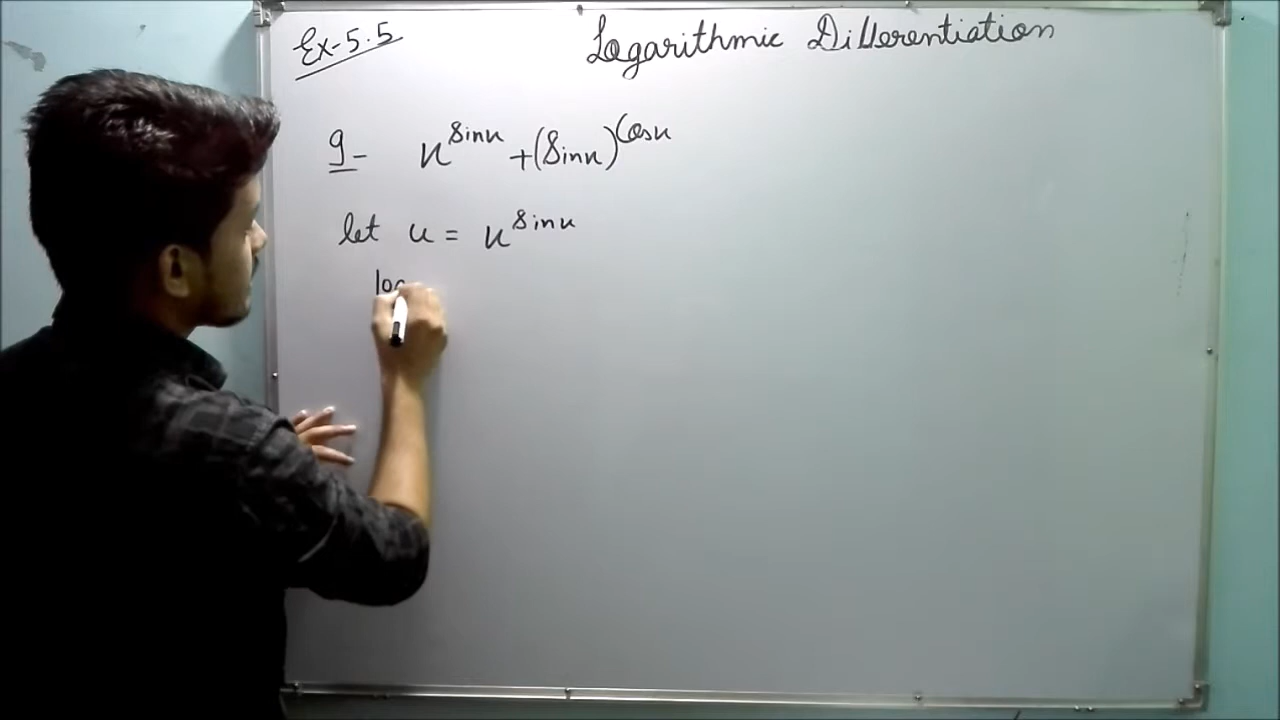 Ex-5.5
Logarithmic Differentiation
9- x^sinx + (Sinx)^Cosx
let u = x^sinx
log